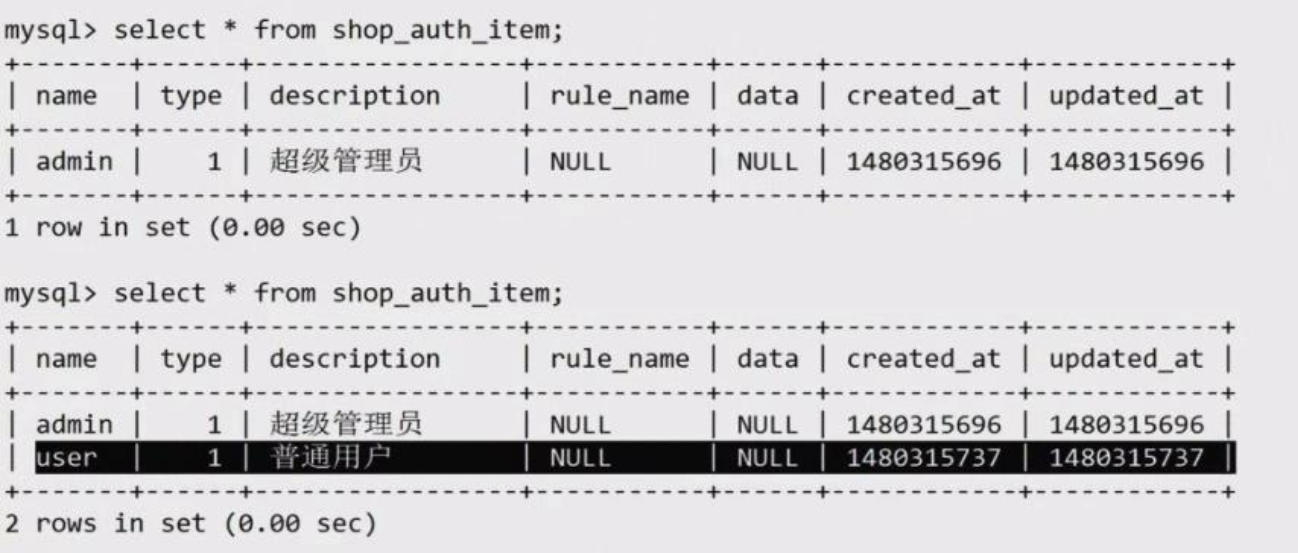 mysql> select * from shop_auth_item;
+-------+------+-----------------+-----------+------+------------+------------+
| name  | type | description     | rule_name | data | created_at | updated_at |
+-------+------+-----------------+-----------+------+------------+------------+
| admin |    1 | 超级管理员      | NULL      | NULL | 1480315696 | 1480315696 |
+-------+------+-----------------+-----------+------+------------+------------+
1 row in set (0.00 sec)
mysql> select * from shop_auth_item;
+-------+------+-----------------+-----------+------+------------+------------+
| name  | type | description     | rule_name | data | created_at | updated_at |
+-------+------+-----------------+-----------+------+------------+------------+
| admin |    1 | 超级管理员      | NULL      | NULL | 1480315696 | 1480315696 |
| user  |    1 | 普通用户        | NULL      | NULL | 1480315737 | 1480315737 |
+-------+------+-----------------+-----------+------+------------+------------+
2 rows in set (0.00 sec)